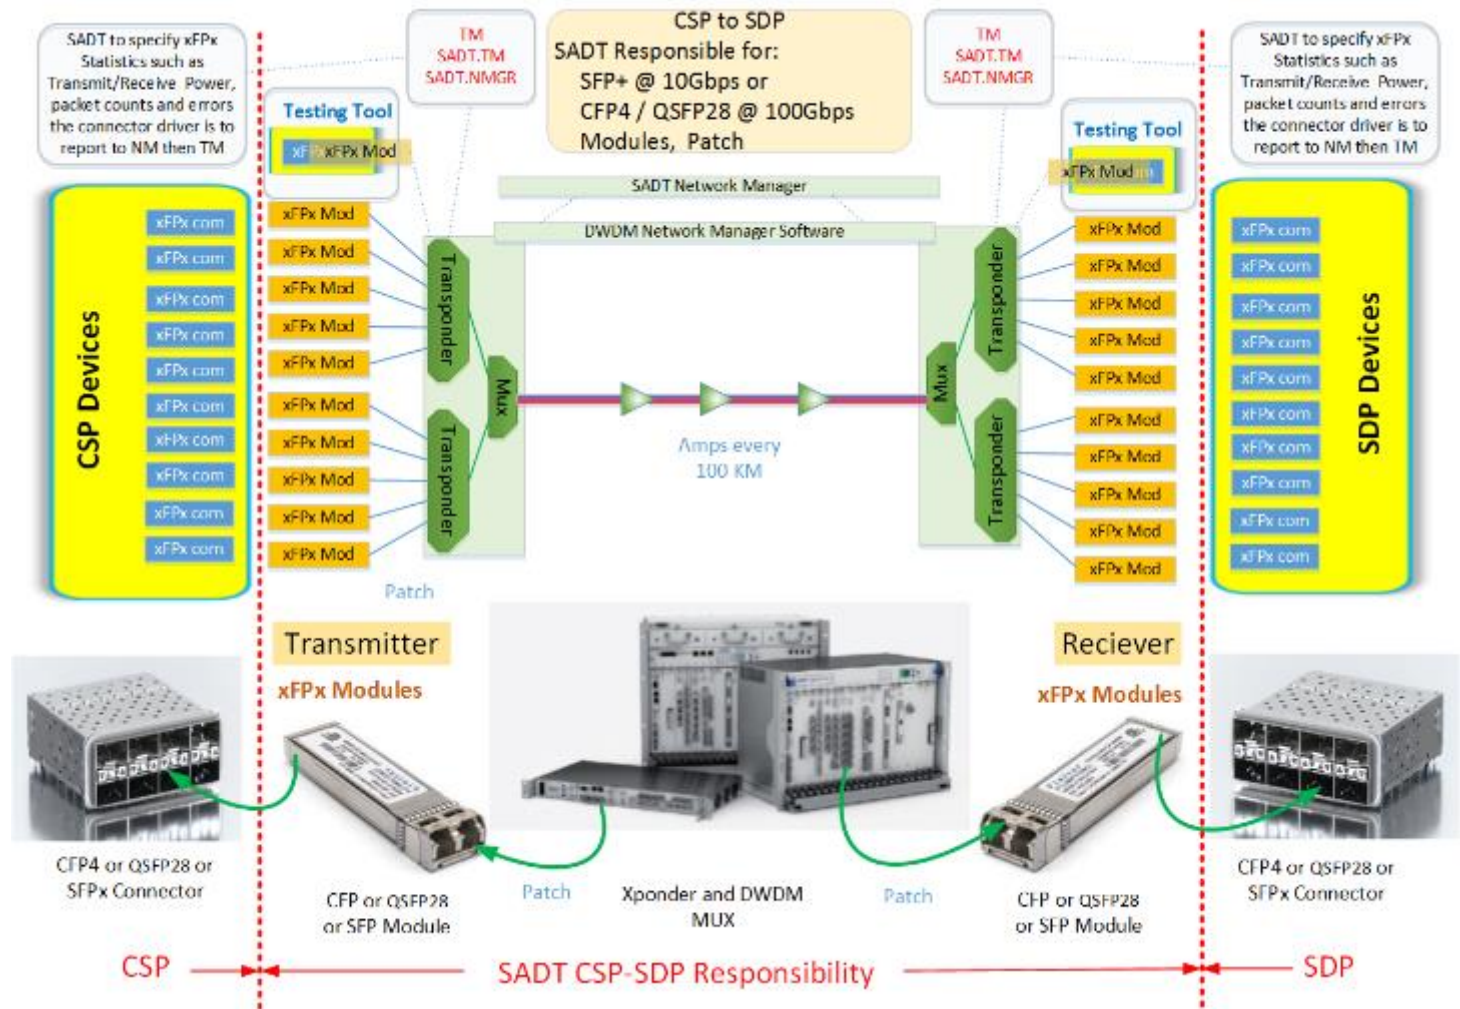 SADT to specify xFPx
Statistics such as
Transmit/Receive Power,
packet counts and errors
the connector driver is to
report to NM then TM
TM
SADT.TM
SADT.NMGR
CSP to SDP
SADT Responsible for:
SFP+ @ 10Gbps or
CFP4 / QSFP28 @ 100Gbps
Modules, Patch
TM
SADT.TM
SADT.NMGR
SADT to specify xFPx
Statistics such as
Transmit/Receive Power,
packet counts and errors
the connector driver is to
report to NM then TM
Testing Tool
xFPx Mod
Testing Tool
xFPx Mod
SADT Network Manager
DWDM Network Manager Software
CSP Devices
xFPx com
xFPx com
xFPx com
xFPx com
xFPx com
xFPx com
xFPx com
xFPx com
xFPx com
xFPx com
xFPx Mod
xFPx Mod
xFPx Mod
xFPx Mod
xFPx Mod
xFPx Mod
xFPx Mod
xFPx Mod
xFPx Mod
xFPx Mod
Transponder
Transponder
Mux
Amps every
100 KM
Mux
Transponder
Transponder
xFPx Mod
xFPx Mod
xFPx Mod
xFPx Mod
xFPx Mod
xFPx Mod
xFPx Mod
xFPx Mod
xFPx Mod
xFPx Mod
xFPx com
xFPx com
xFPx com
xFPx com
xFPx com
xFPx com
xFPx com
xFPx com
xFPx com
xFPx com
SDP Devices
Patch
Transmitter
xFPx Modules
Reciever
xFPx Modules
CFP4 or QSFP28 or
SFPx Connector
CFP or QSFP28
or SFP Module
Patch
Xponder and DWDM
MUX
Patch
CFP or QSFP28
or SFP Module
CFP4 or QSFP28 or
SFPx Connector
CSP
SADT CSP-SDP Responsibility
SDP